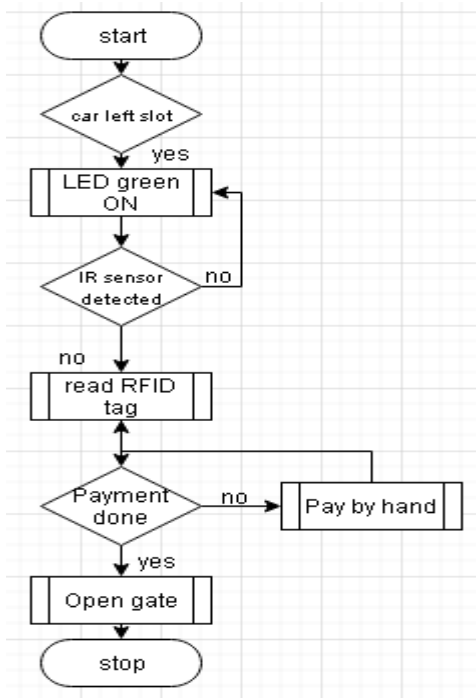 start
car left slot
yes
LED green
ON
IR sensor
detected
no
no
read RFID
tag
Payment
done
no
Pay by hand
yes
Open gate
stop